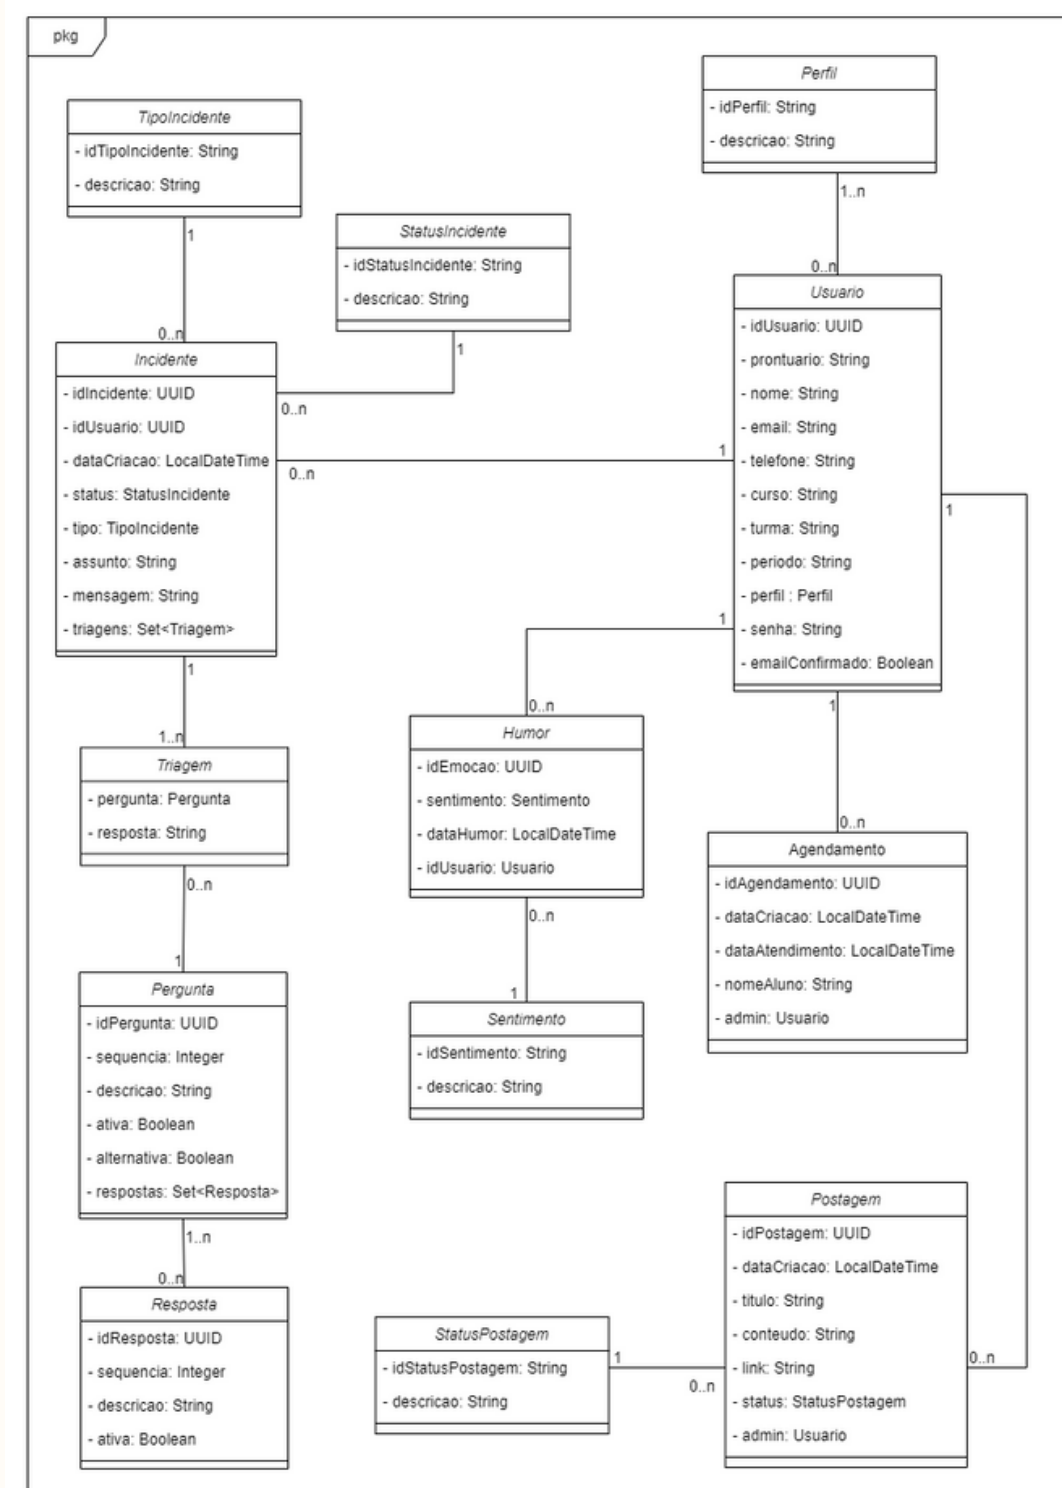 pkg
Perfil
- idPerfil: String
- descricao: String
1..n
TipoIncidente
- idTipoIncidente: String
- descricao: String
1
0..n
StatusIncidente
- idStatusIncidente: String
- descricao: String
1
0..n
Incidente
- idIncidente: UUID
- idUsuario: UUID
- dataCriacao: LocalDateTime
- status: StatusIncidente
- tipo: TipoIncidente
- assunto: String
- mensagem: String
- triagens: Set<Triagem>
0..n
1
0..n
Usuario
- idUsuario: UUID
- prontuario: String
- nome: String
- email: String
- telefone: String
- curso: String
- turma: String
- periodo: String
- perfil : Perfil
- senha: String
- emailConfirmado: Boolean
1
1
1
1
0..n
Humor
- idEmocao: UUID
- sentimento: Sentimento
- dataHumor: LocalDateTime
- idUsuario: Usuario
0..n
1
1..n
Triagem
- pergunta: Pergunta
- resposta: String
0..n
0..n
Agendamento
- idAgendamento: UUID
- dataCriacao: LocalDateTime
- dataAtendimento: LocalDateTime
- nomeAluno: String
- admin: Usuario
1
Pergunta
- idPergunta: UUID
- sequencia: Integer
- descricao: String
- ativa: Boolean
- alternativa: Boolean
- respostas: Set<Resposta>
1..n
1
Sentimento
- idSentimento: String
- descricao: String
0..n
Resposta
- idResposta: UUID
- sequencia: Integer
- descricao: String
- ativa: Boolean
StatusPostagem
- idStatusPostagem: String
- descricao: String
1
0..n
Postagem
- idPostagem: UUID
- dataCriacao: LocalDateTime
- titulo: String
- conteudo: String
- link: String
- status: StatusPostagem
- admin: Usuario
0..n